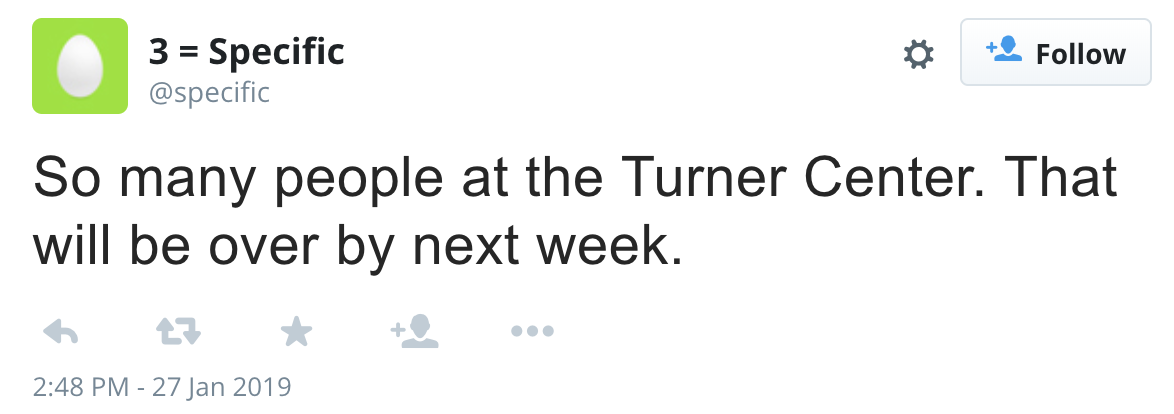 3 = Specific
@specific
Follow
So many people at the Turner Center. That
will be over by next week.
2:48 PM - 27 Jan 2019